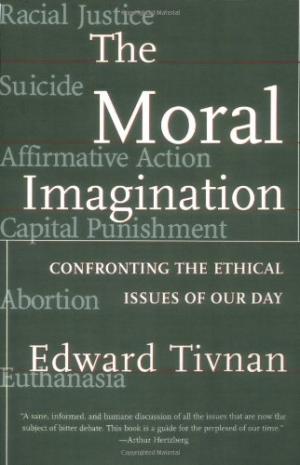 Racial Justice
The
Suicide
Moral
Affirmative Action
Imagination
Capital Punishment
CONFRONTING THE ETHICAL
Abortion
ISSUES OF OUR DAY
Edward Tivnan
Euthanasia
"A sane, informed, and humane discussion of all the issues that are now the
subject of bitter debate. This book is a guide for the perplexed of our time."
—Arthur Hertzberg
Copyrighted Material